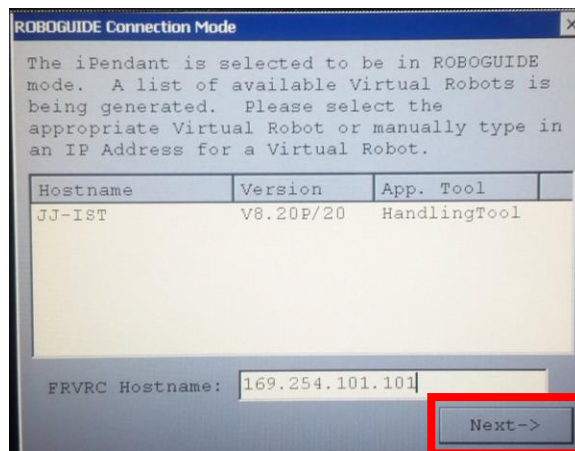 ROBOGUIDE Connection Mode
The iPendant is selected to be in ROBOGUIDE
mode. A list of available Virtual Robots is
being generated. Please select the
appropriate Virtual Robot or manually type in
an IP Address for a Virtual Robot.
Hostname Version App. Tool
JJ-IST V8.20P/20 HandlingTool
FRVRC Hostname: 169.254.101.101
Next->